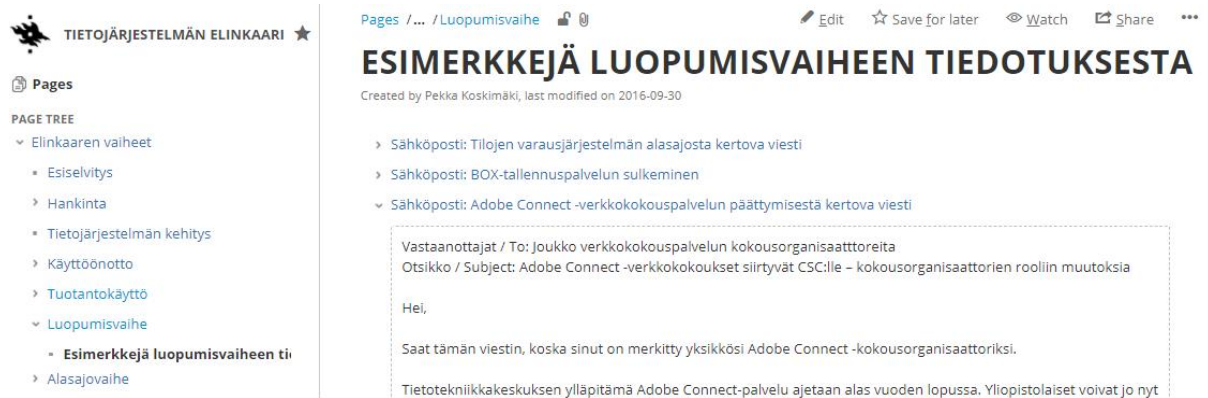 TIETOJÄRJESTELMÄN ELINKAARI
Pages
PAGE TREE
Elinkaaren vaiheet
Esiselvitys
Hankinta
Tietojärjestelmän kehitys
Käyttöönotto
Tuotantokäyttö
Luopumisvaihe
Esimerkkejä luopumisvaiheen tie
Alasajovaihe
Pages /... /Luopumisvaihe
Edit
Save for later
Watch
Share
ESIMERKKEJÄ LUOPUMISVAIHEEN TIEDOTUKSESTA
Created by Pekka Koskimäki, last modified on 2016-09-30
Sähköposti: Tilojen varausjärjestelmän alasajosta kertova viesti
Sähköposti: BOX-tallennuspalvelun sulkeminen
Sähköposti: Adobe Connect -verkkokokouspalvelun päättymisestä kertova viesti
Vastaanottajat / To: Joukko verkkokokouspalvelun kokousorganisaatttoreita
Otsikko / Subject: Adobe Connect -verkkokokoukset siirtyvät CSC:lle – kokousorganisaattorien rooliin muutoksia
Hei,
Saat tämän viestin, koska sinut on merkitty yksikkösi Adobe Connect -kokousorganisaattoriksi.
Tietotekniikkakeskuksen ylläpitämä Adobe Connect-palvelu ajetaan alas vuoden lopussa. Yliopistolaiset voivat jo nyt